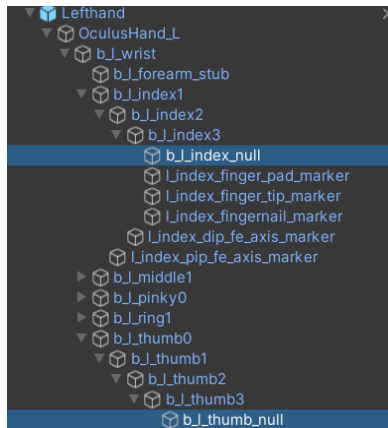 Lefthand
OculusHand_L
b_l_wrist
b_l_forearm_stub
b_l_index1
b_l_index2
b_l_index3
b_l_index_null
l_index_finger_pad_marker
l_index_finger_tip_marker
l_index_fingernail_marker
l_index_dip_fe_axis_marker
l_index_pip_fe_axis_marker
b_l_middle1
b_l_pinky0
b_l_ring1
b_l_thumb0
b_l_thumb1
b_l_thumb2
b_l_thumb3
b_l_thumb_null